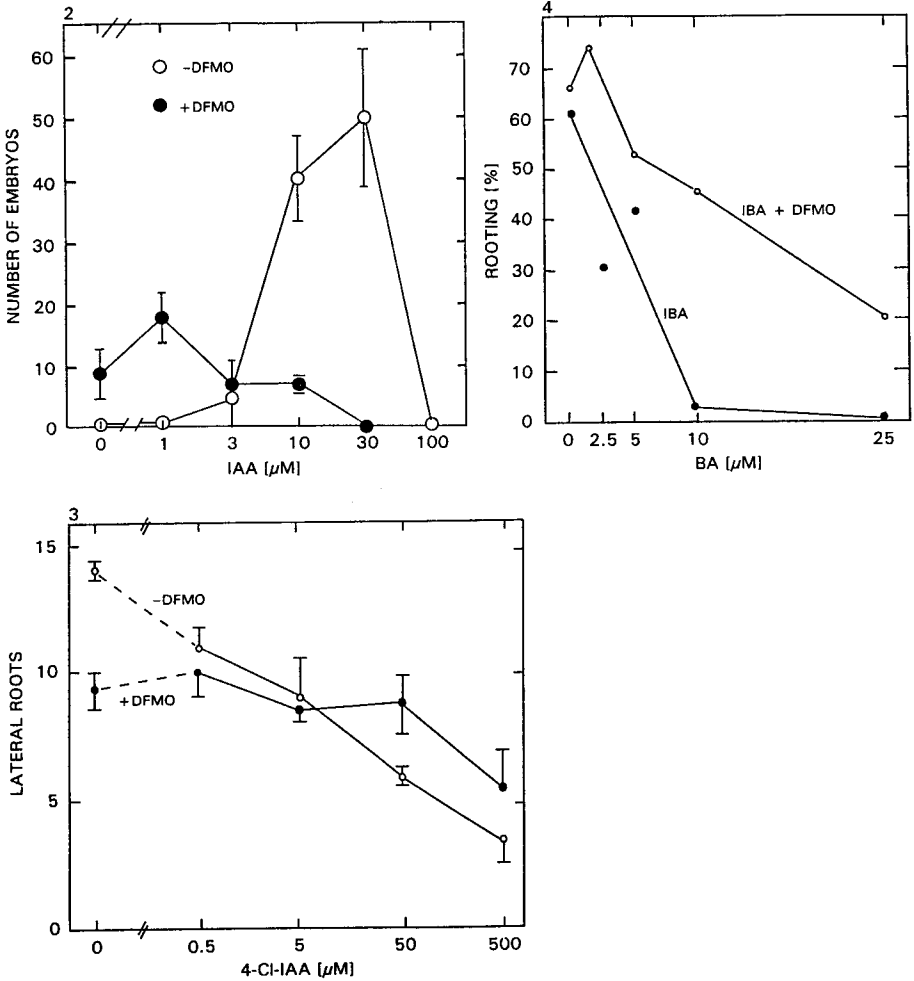 2
NUMBER OF EMBRYOS
60
50
40
30
20
10
0
-DFMO
+DFMO
0 1 3 10 30 100
IAA [µM]
4
ROOTING [%]
70
60
50
40
30
20
10
0
IBA + DFMO
IBA
0 2.5 5 10 25
BA [µM]
3
LATERAL ROOTS
15
10
5
0
-DFMO
+DFMO
0 0.5 5 50 500
4-Cl-IAA [µM]